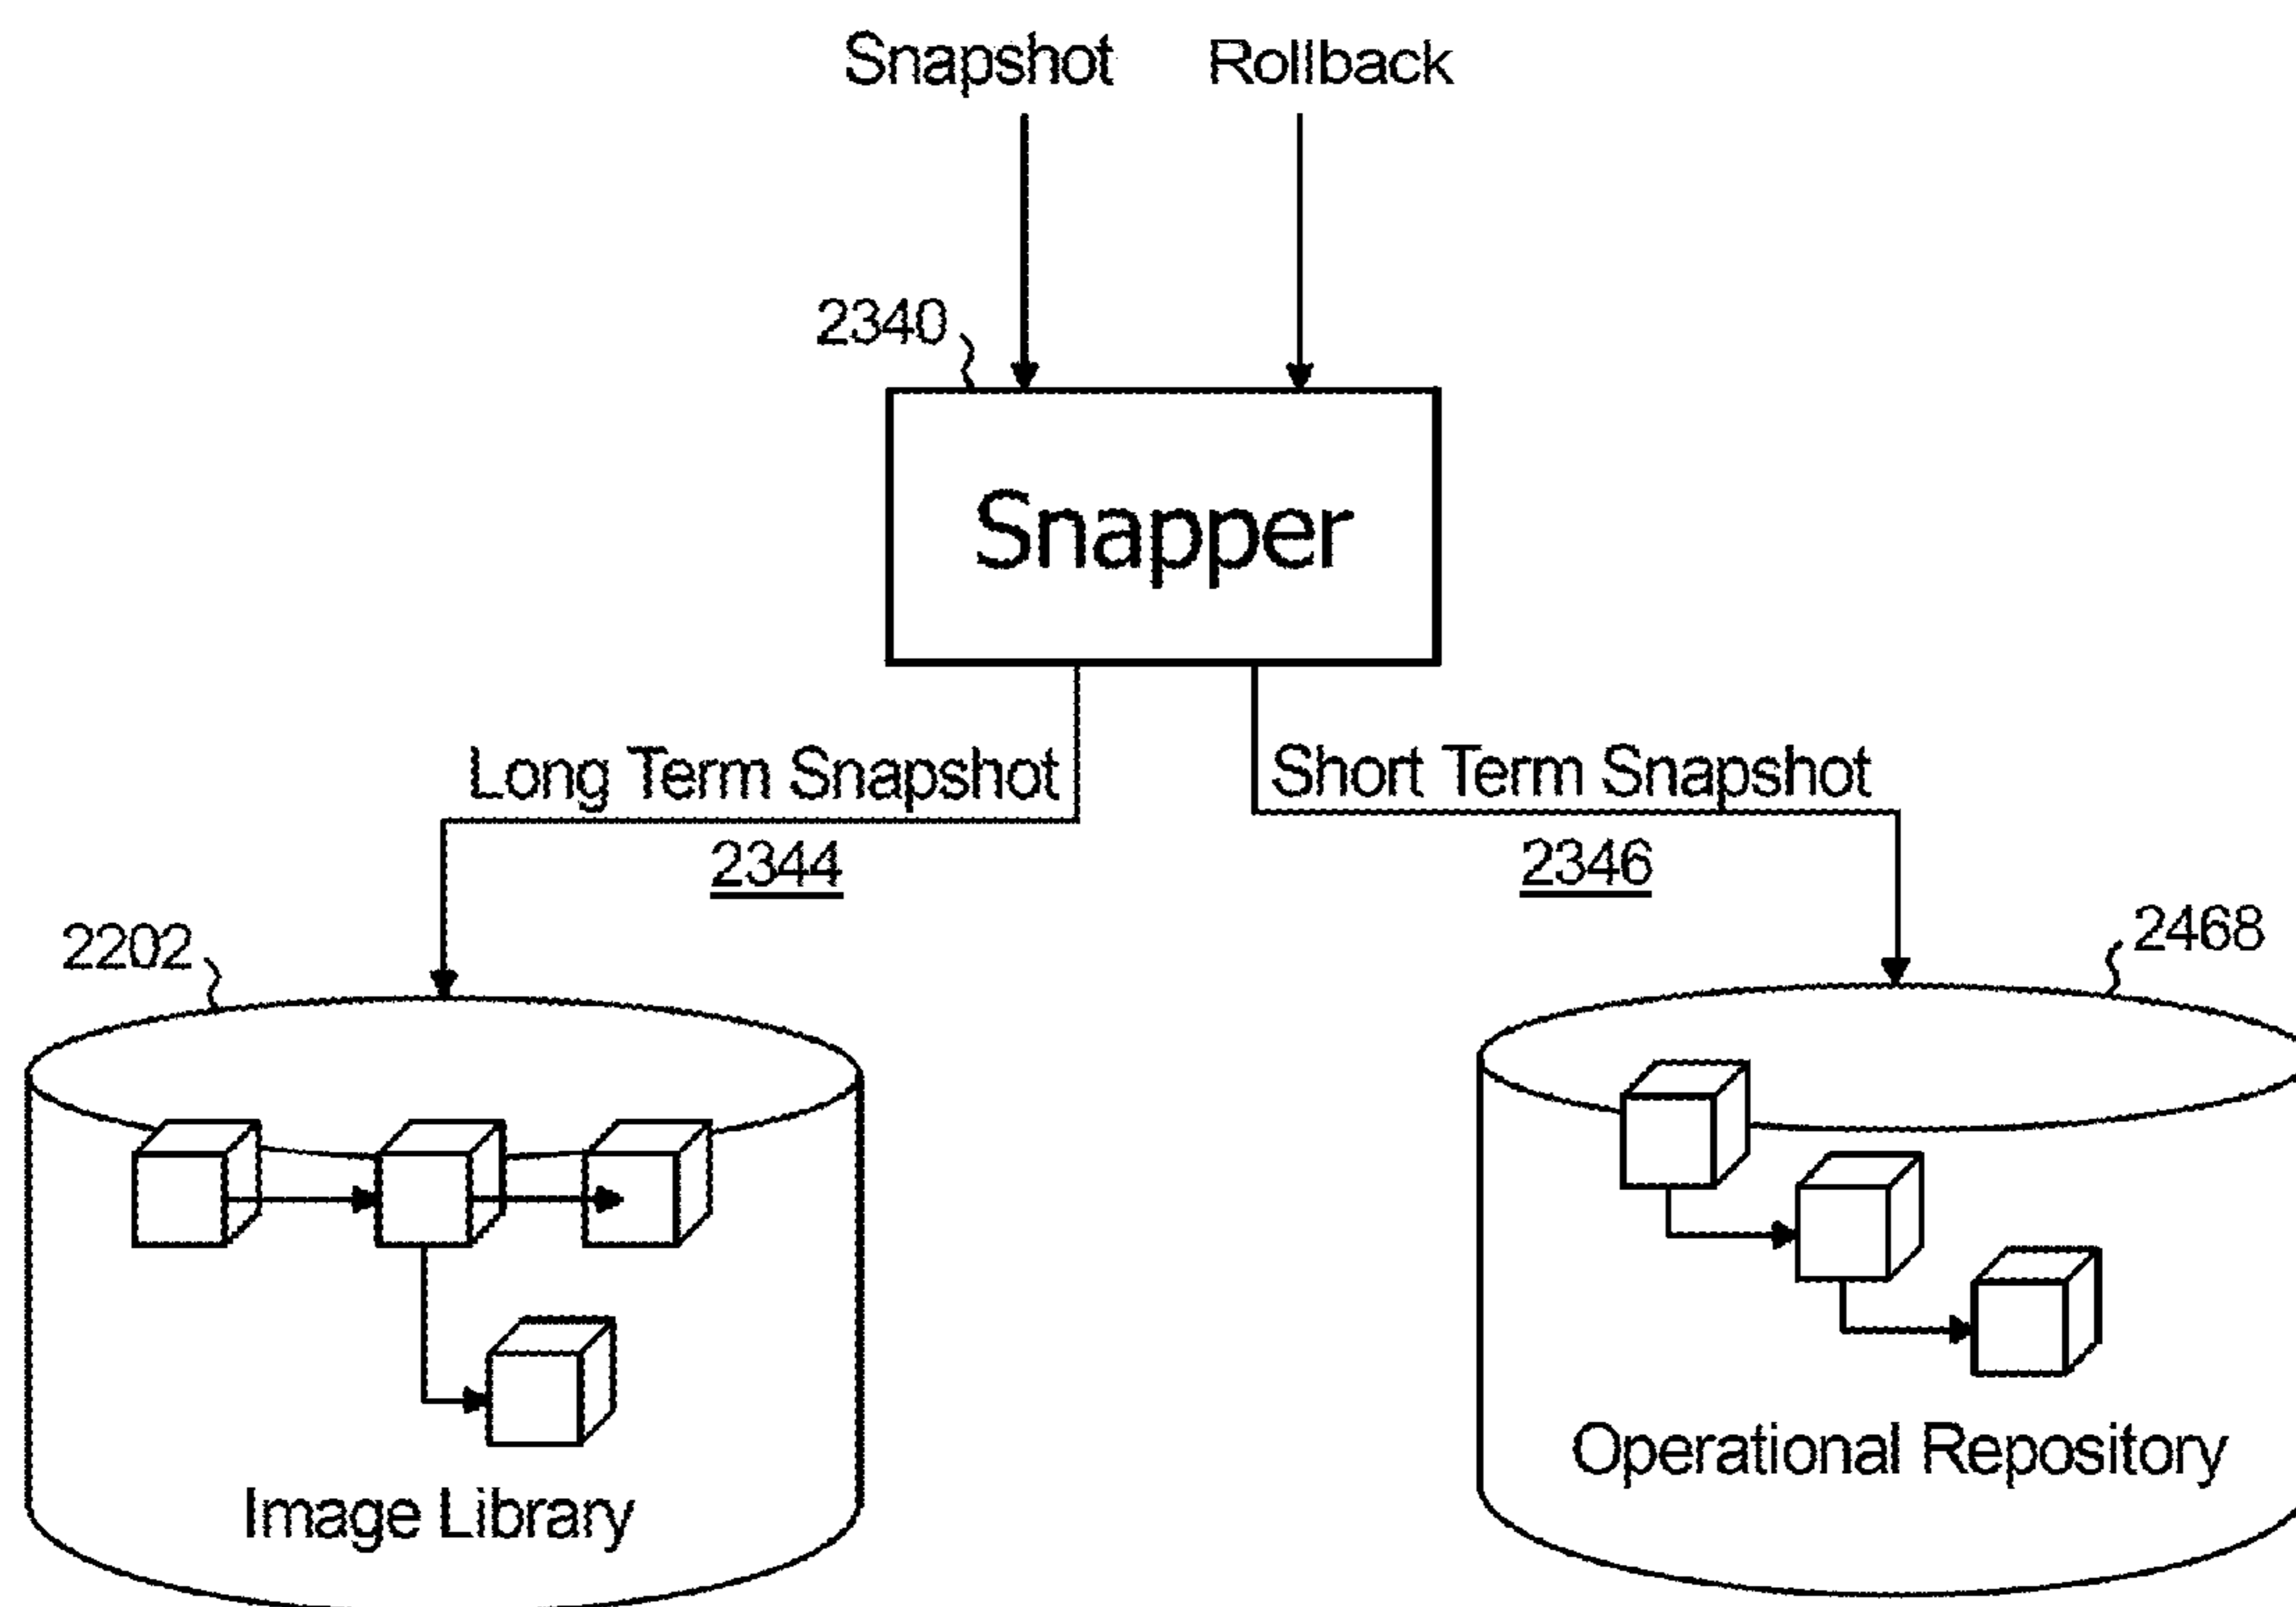 Snapshot Rollback
2340
Snapper
Long Term Snapshot Short Term Snapshot
2344 2346
2202 2468
Operational Repository
Image Library